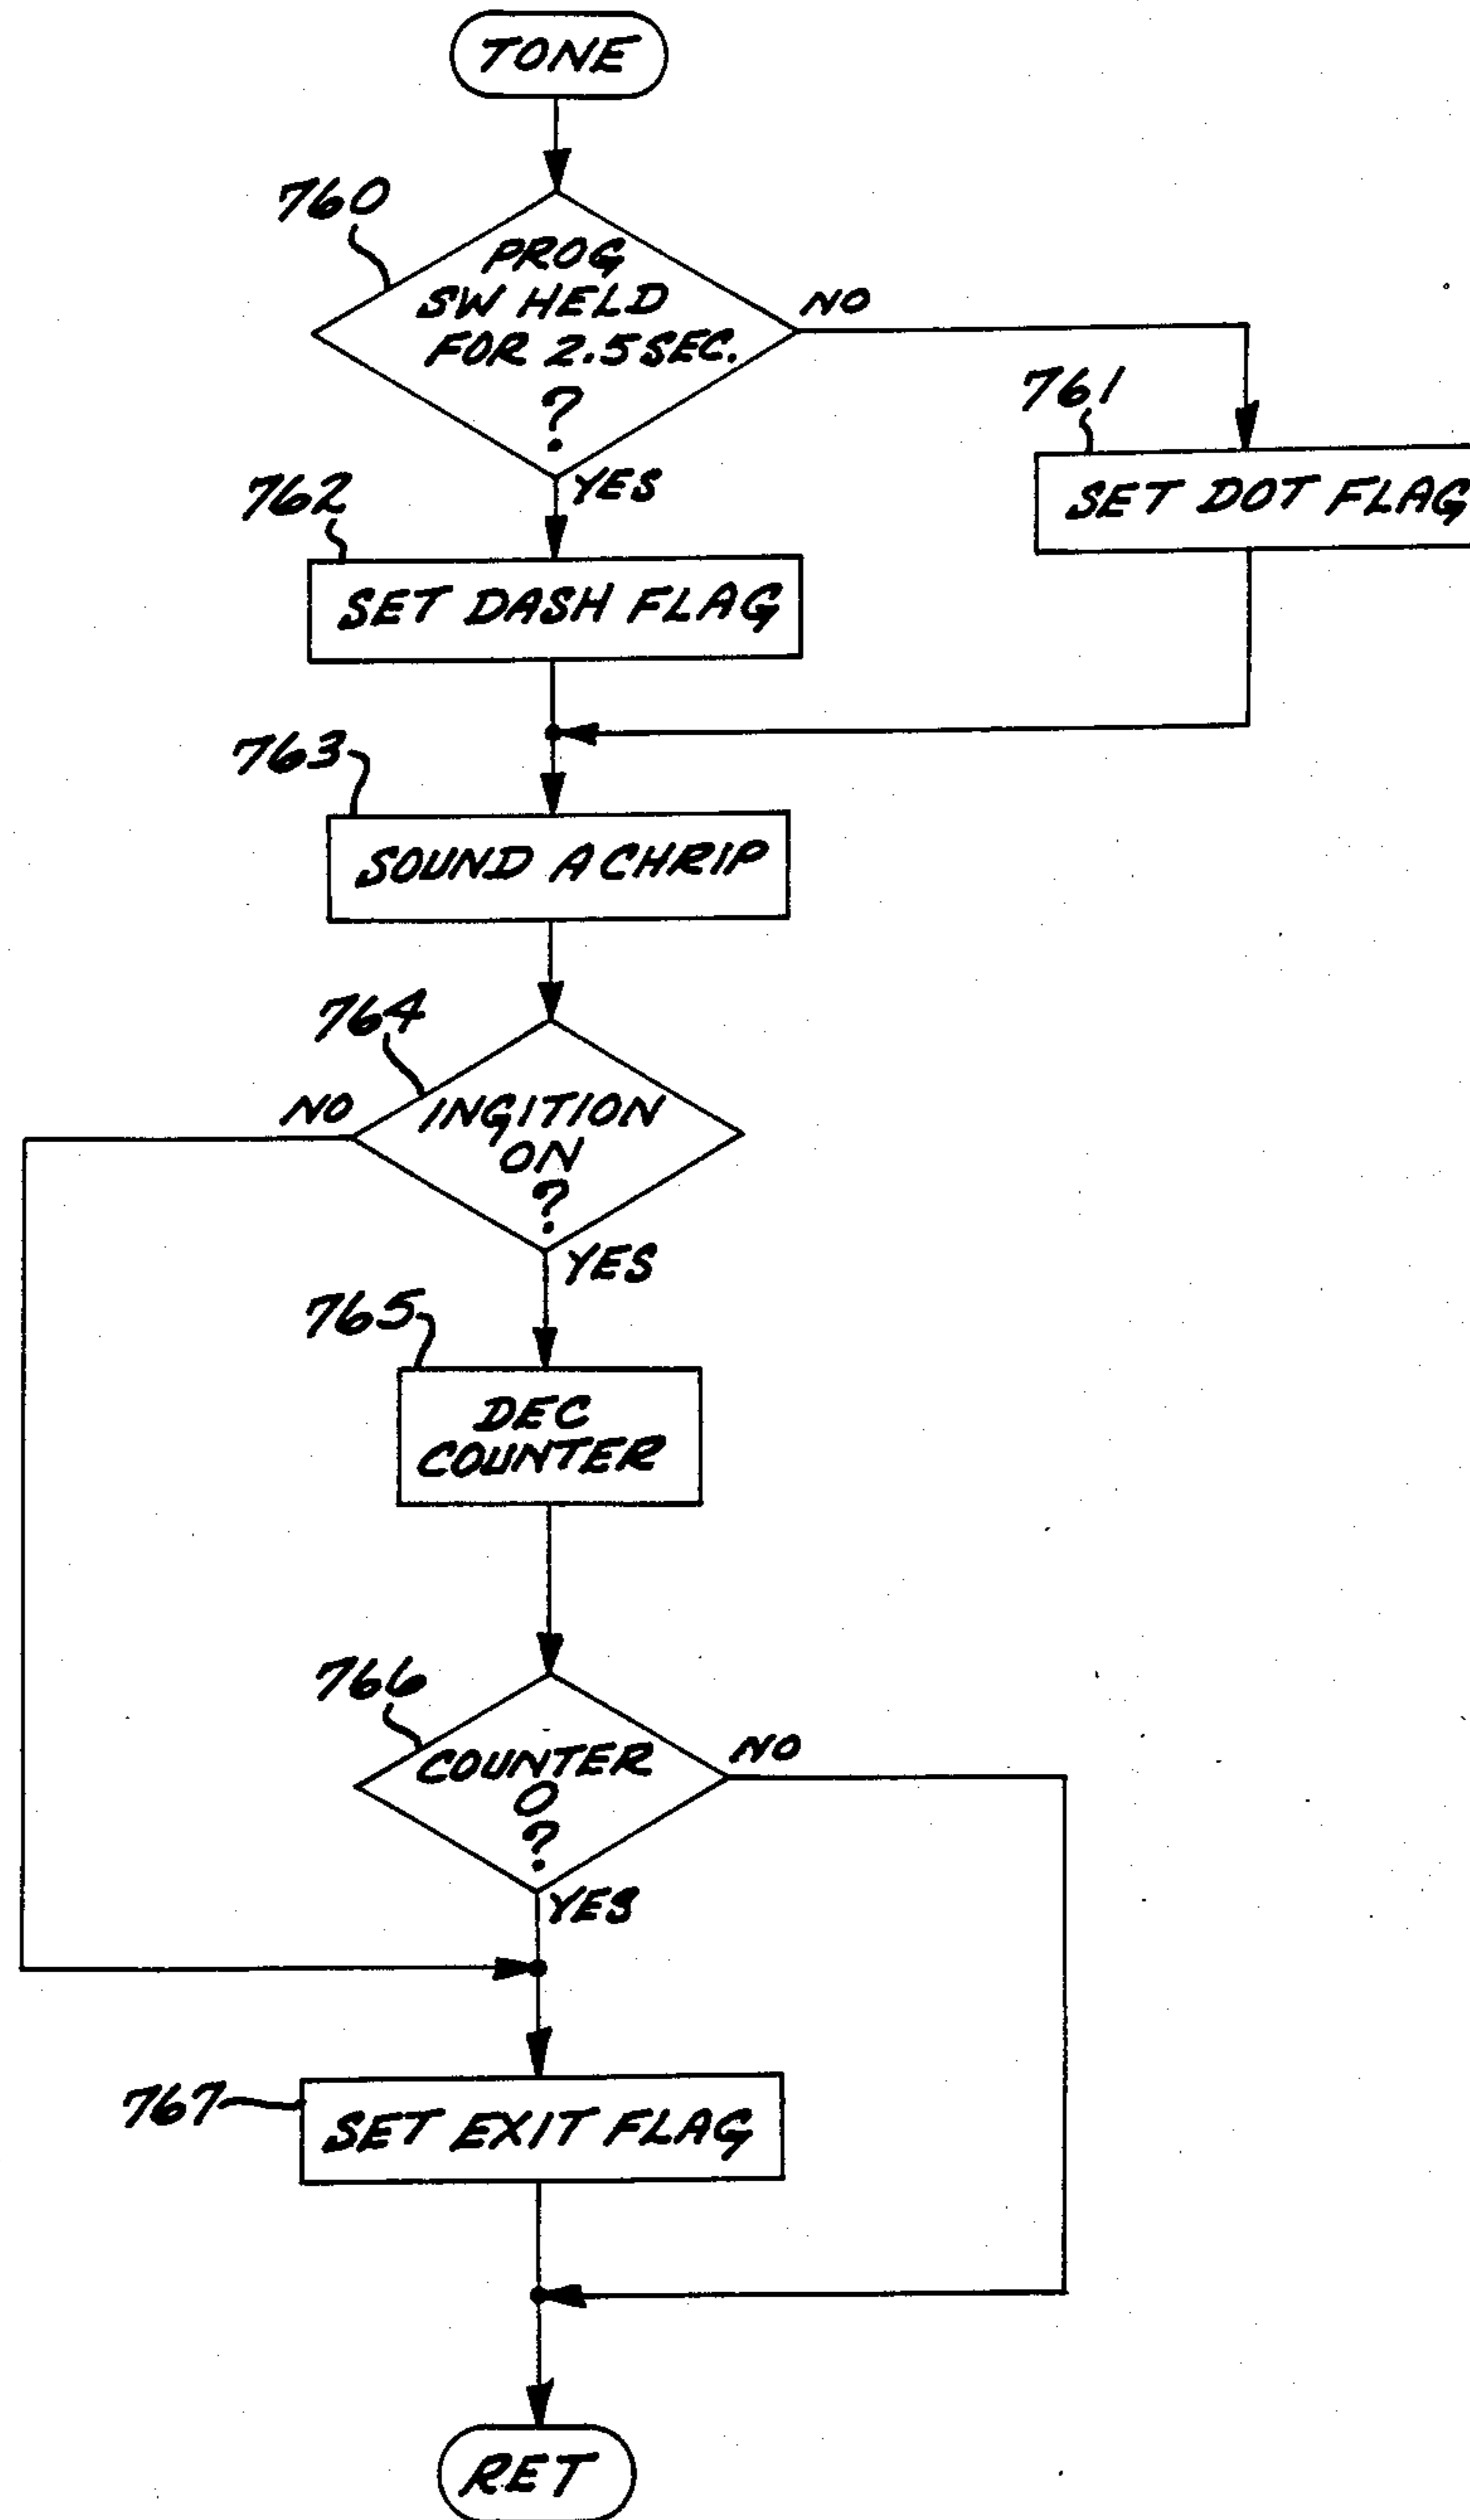 TONE
760
PROG
SW HELD
FOR 2.5 SEC.
?
NO
YES
761
SET DOT FLAG
762
SET DASH FLAG
763
SOUND A CHRIP
764
INGITION
ON
?
NO
YES
765
DEC
COUNTER
766
COUNTER
0
?
NO
YES
767
SET EXIT FLAG
RET